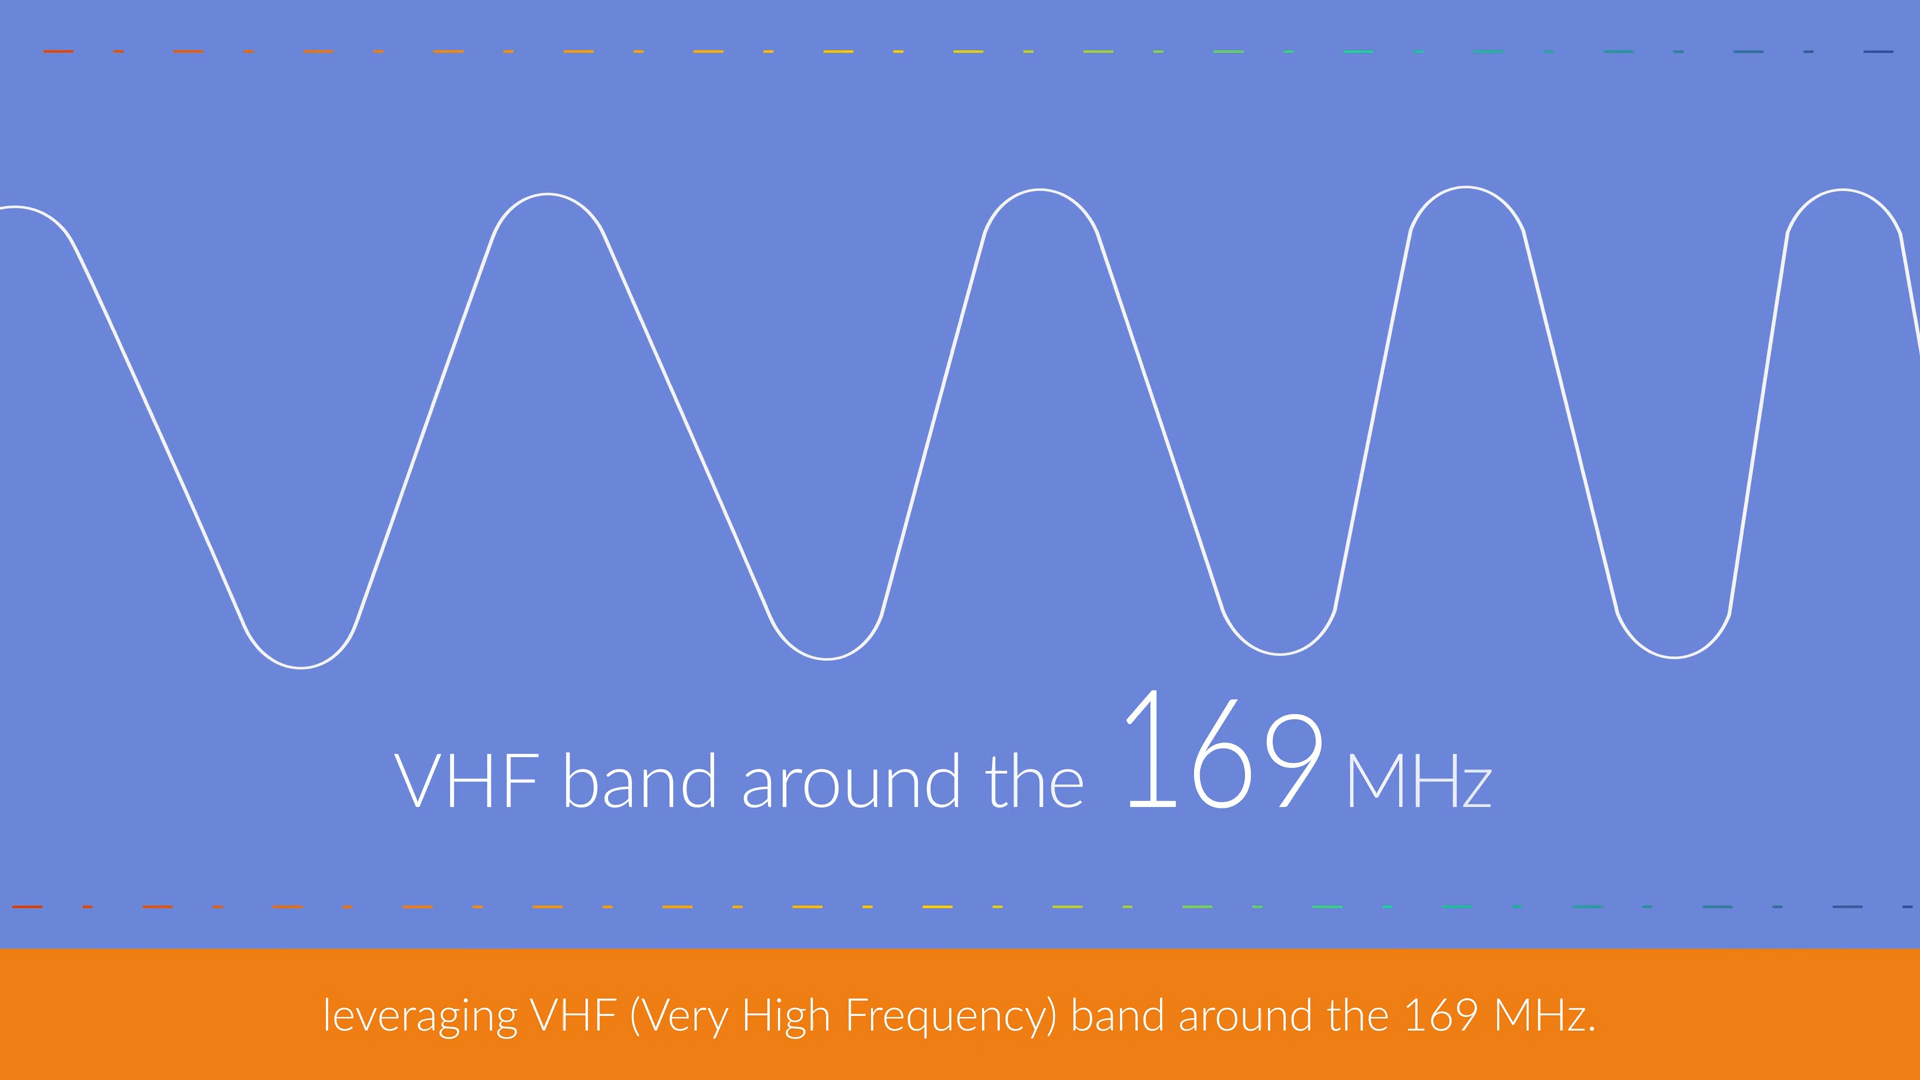 VHF band around the 169 MHz
leveraging VHF (Very High Frequency) band around the 169 MHz.